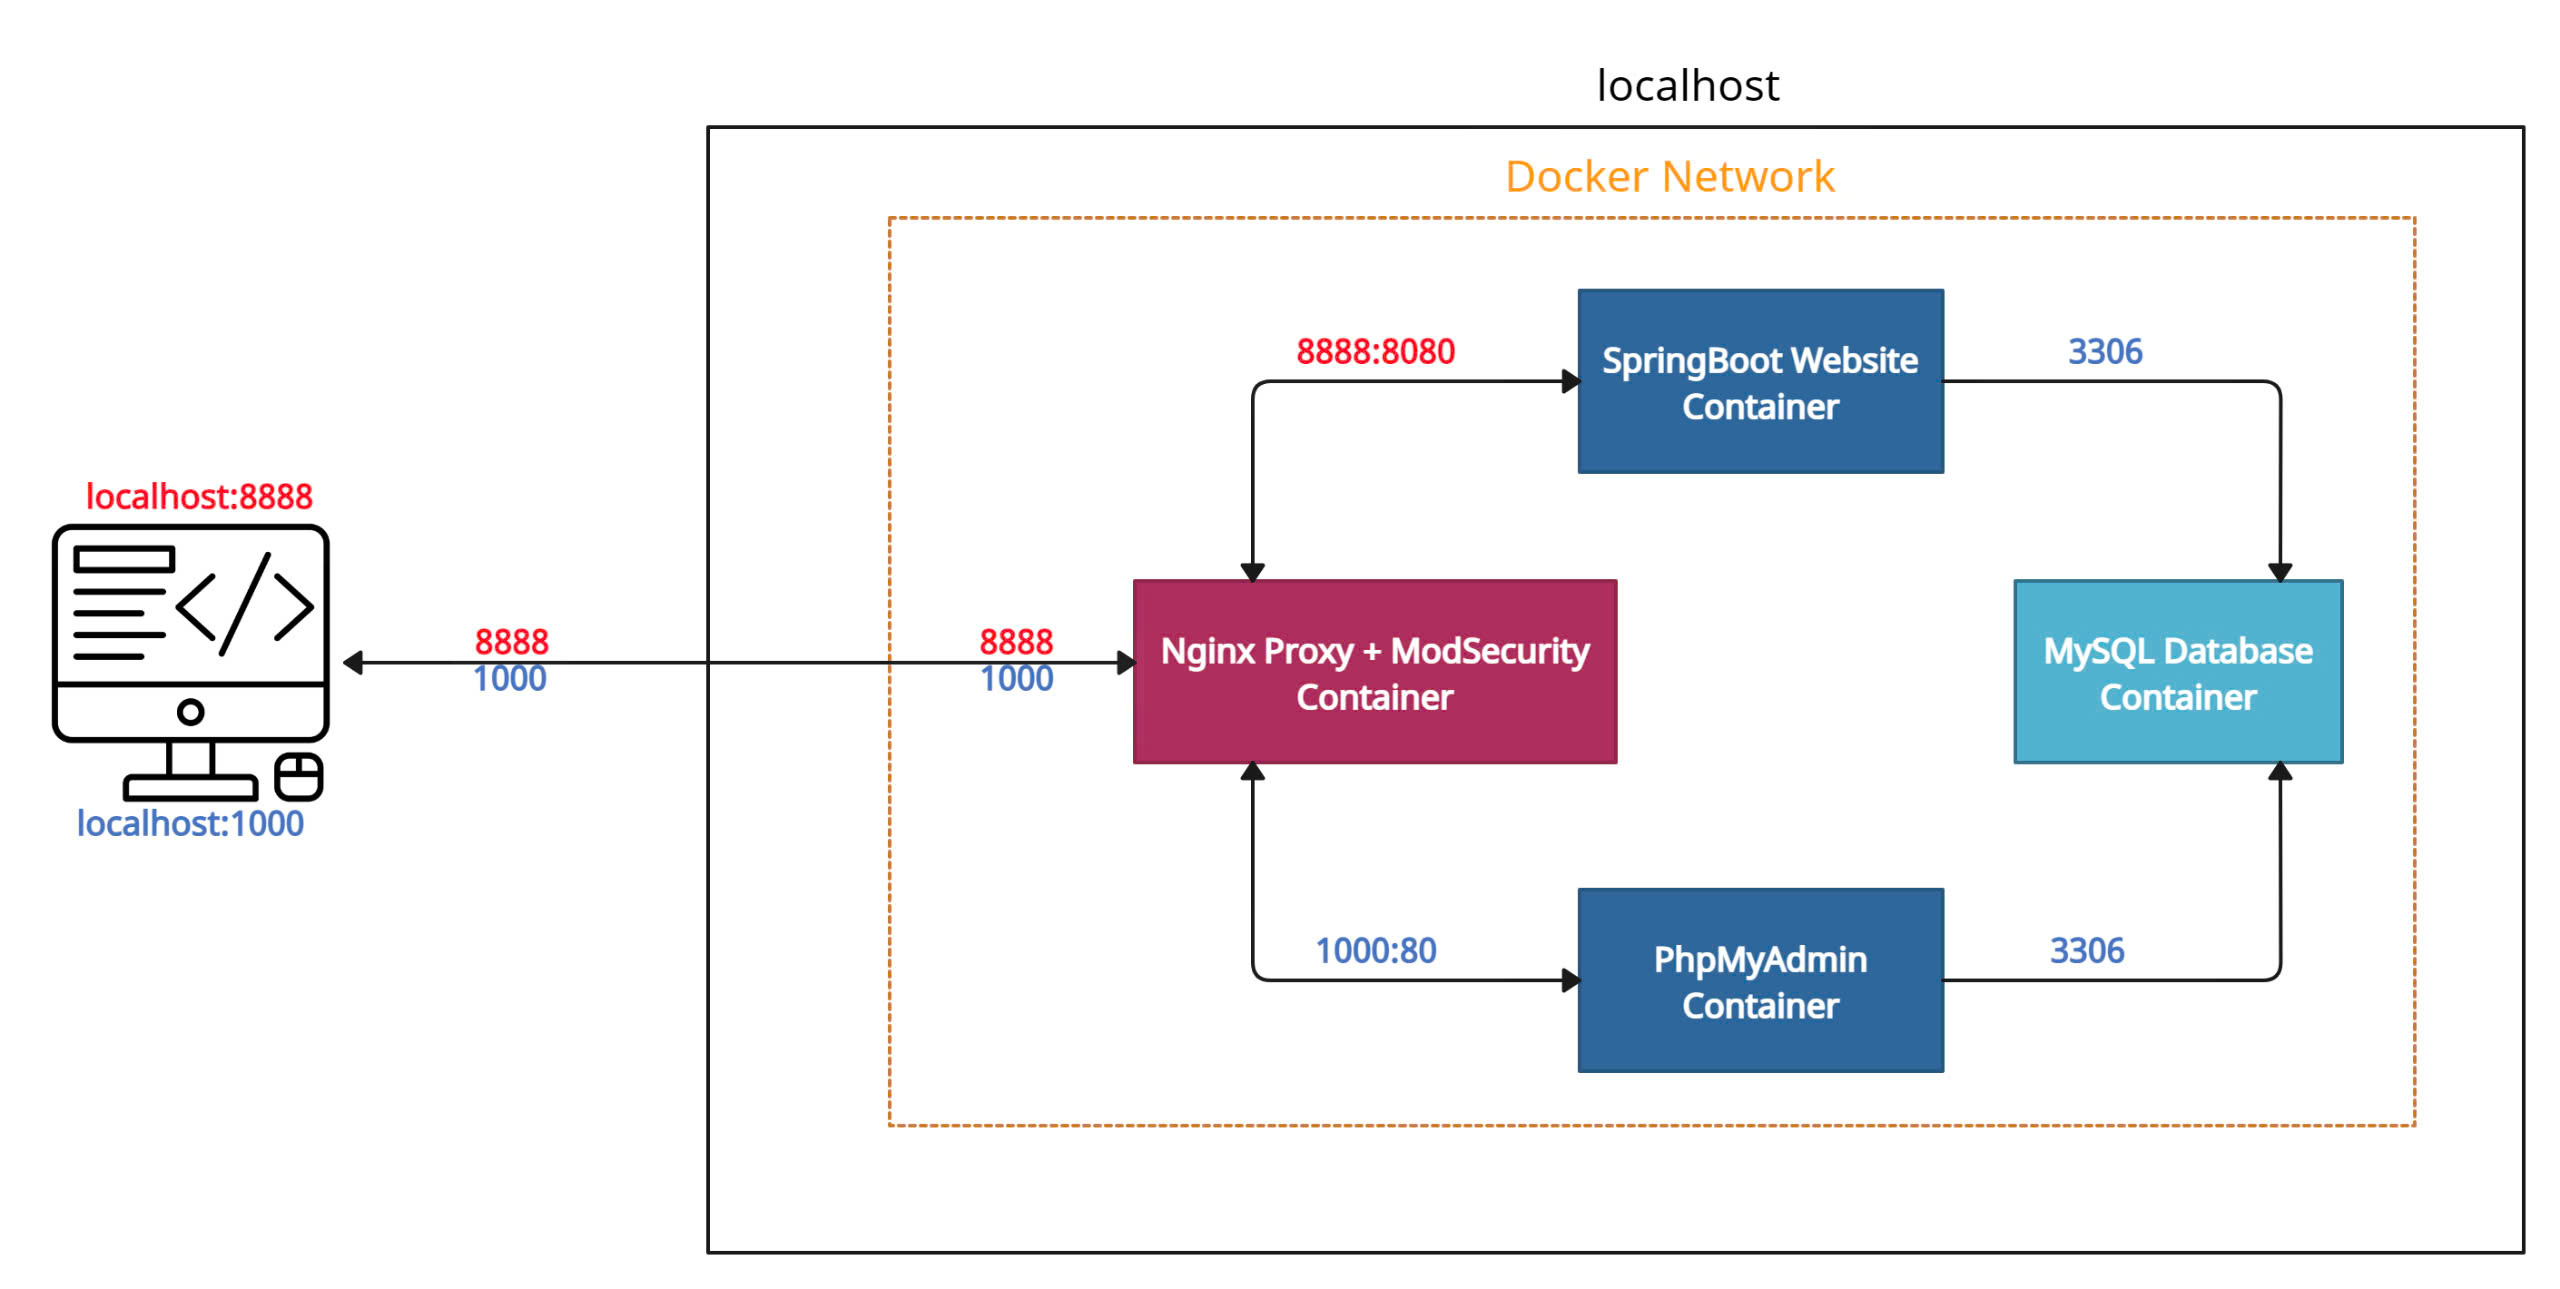 localhost
Docker Network
8888:8080
SpringBoot Website
Container
3306
localhost:8888
8888
1000
8888
1000
Nginx Proxy + ModSecurity
Container
MySQL Database
Container
localhost:1000
1000:80
PhpMyAdmin
Container
3306